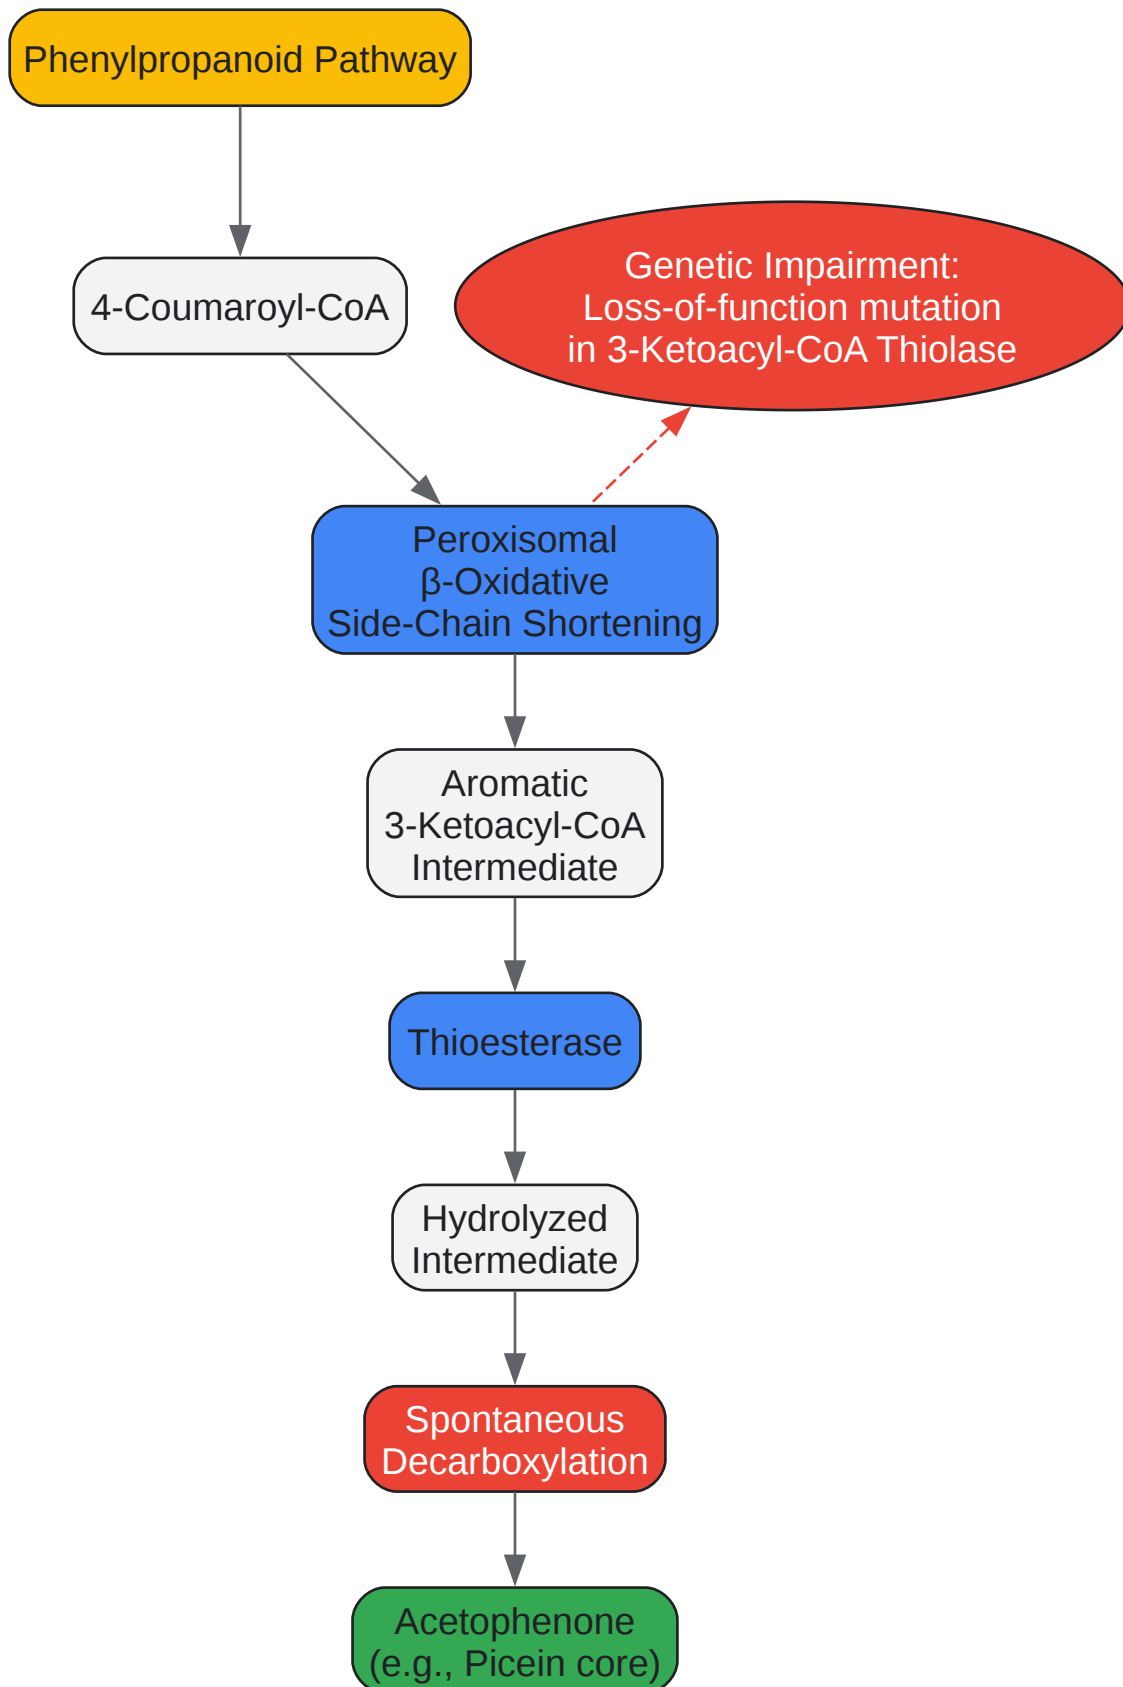 Phenylpropanoid Pathway
4-Coumaroyl-CoA
Genetic Impairment:
Loss-of-function mutation
in 3-Ketoacyl-CoA Thiolase
Peroxisomal
β-Oxidative
Side-Chain Shortening
Aromatic
3-Ketoacyl-CoA
Intermediate
Thioesterase
Hydrolyzed
Intermediate
Spontaneous
Decarboxylation
Acetophenone
(e.g., Picein core)